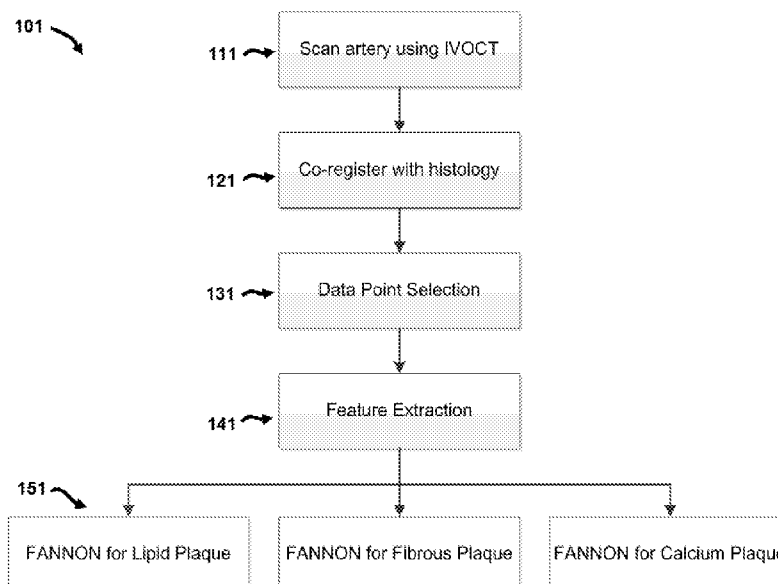 101
111
Scan artery using IVOCT
121
Co-register with histology
131
Data Point Selection
141
Feature Extraction
151
FANNON for Lipid Plaque
FANNON for Fibrous Plaque
FANNON for Calcium Plaque